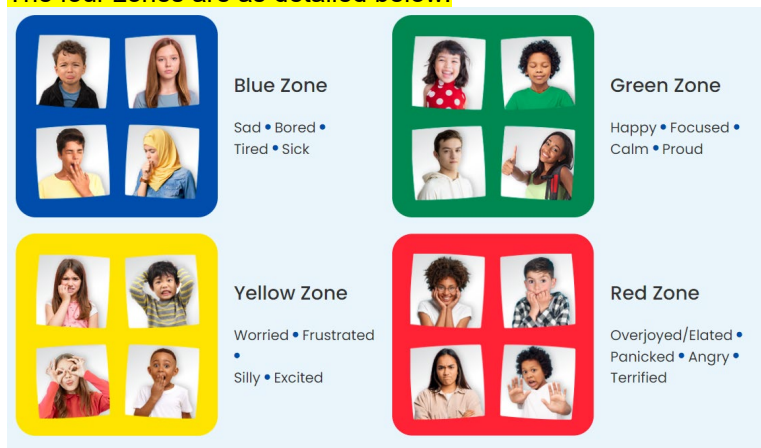 The four zones are as detailed below:
Blue Zone
Sad • Bored •
Tired • Sick
Green Zone
Happy • Focused •
Calm • Proud
Yellow Zone
Worried • Frustrated
•
Silly • Excited
Red Zone
Overjoyed/Elated •
Panicked • Angry •
Terrified